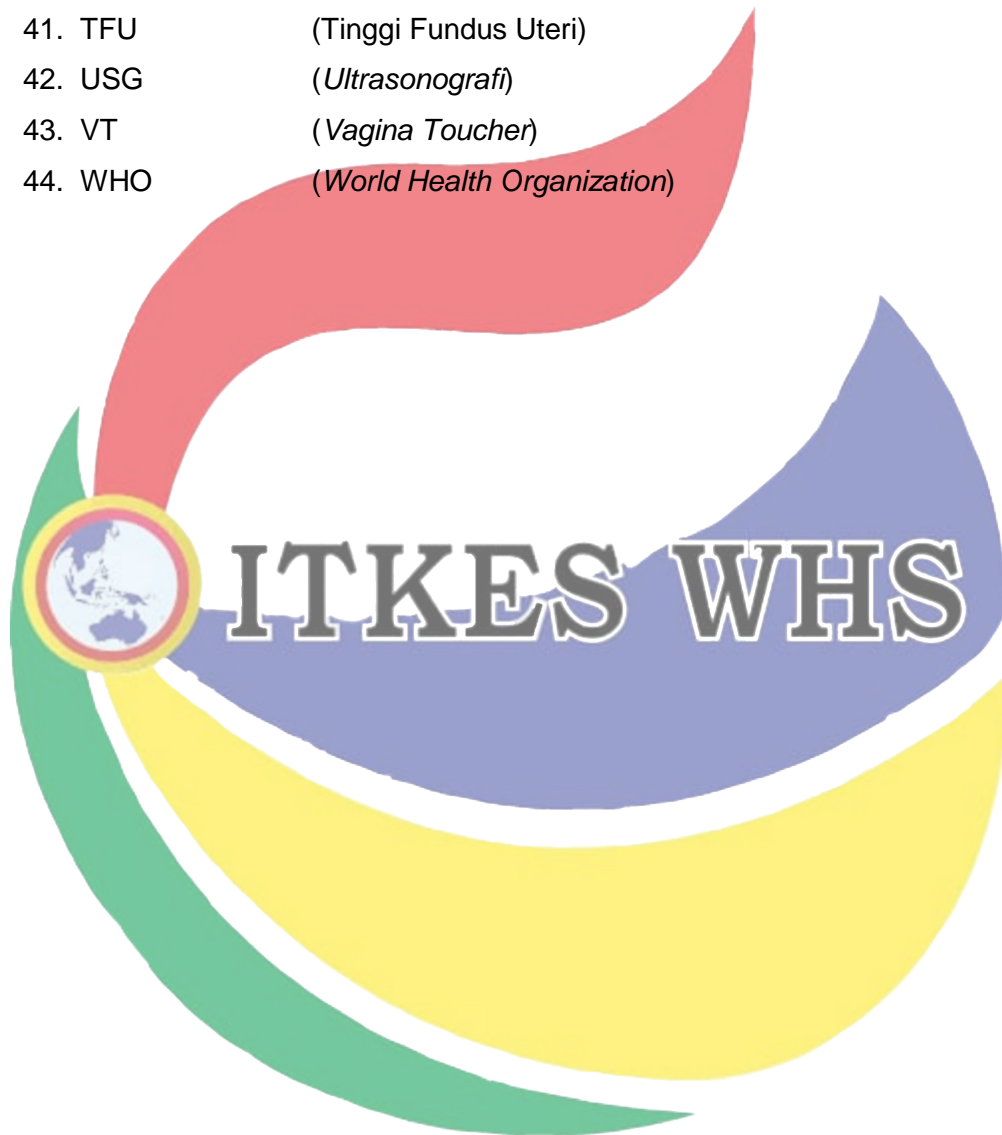 41. TFU (Tinggi Fundus Uteri)
42. USG (Ultrasonografi)
43. VT (Vagina Toucher)
44. WHO (World Health Organization)
ITKES WHS